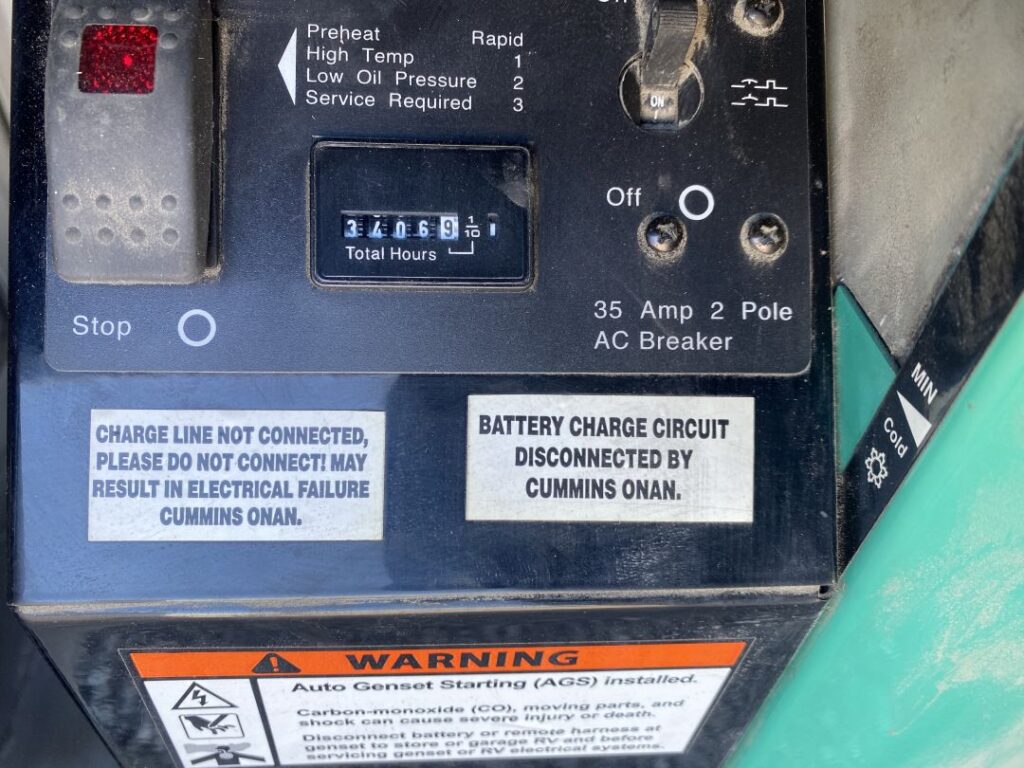 Preheat Rapid
High Temp 1
Low Oil Pressure 2
Service Required 3
ON
Off
34069 1/10
Total Hours
Stop
35 Amp 2 Pole
AC Breaker
MIN
Cold
CHARGE LINE NOT CONNECTED,
PLEASE DO NOT CONNECT! MAY
RESULT IN ELECTRICAL FAILURE
CUMMINS ONAN.
BATTERY CHARGE CIRCUIT
DISCONNECTED BY
CUMMINS ONAN.
WARNING
Auto Genset Starting (AGS) installed.
Carbon-monoxide (CO), moving parts, and
shock can cause severe injury or death.
Disconnect battery or remote harness at
genset to store or garage RV and before
servicing genset or RV electrical systems.